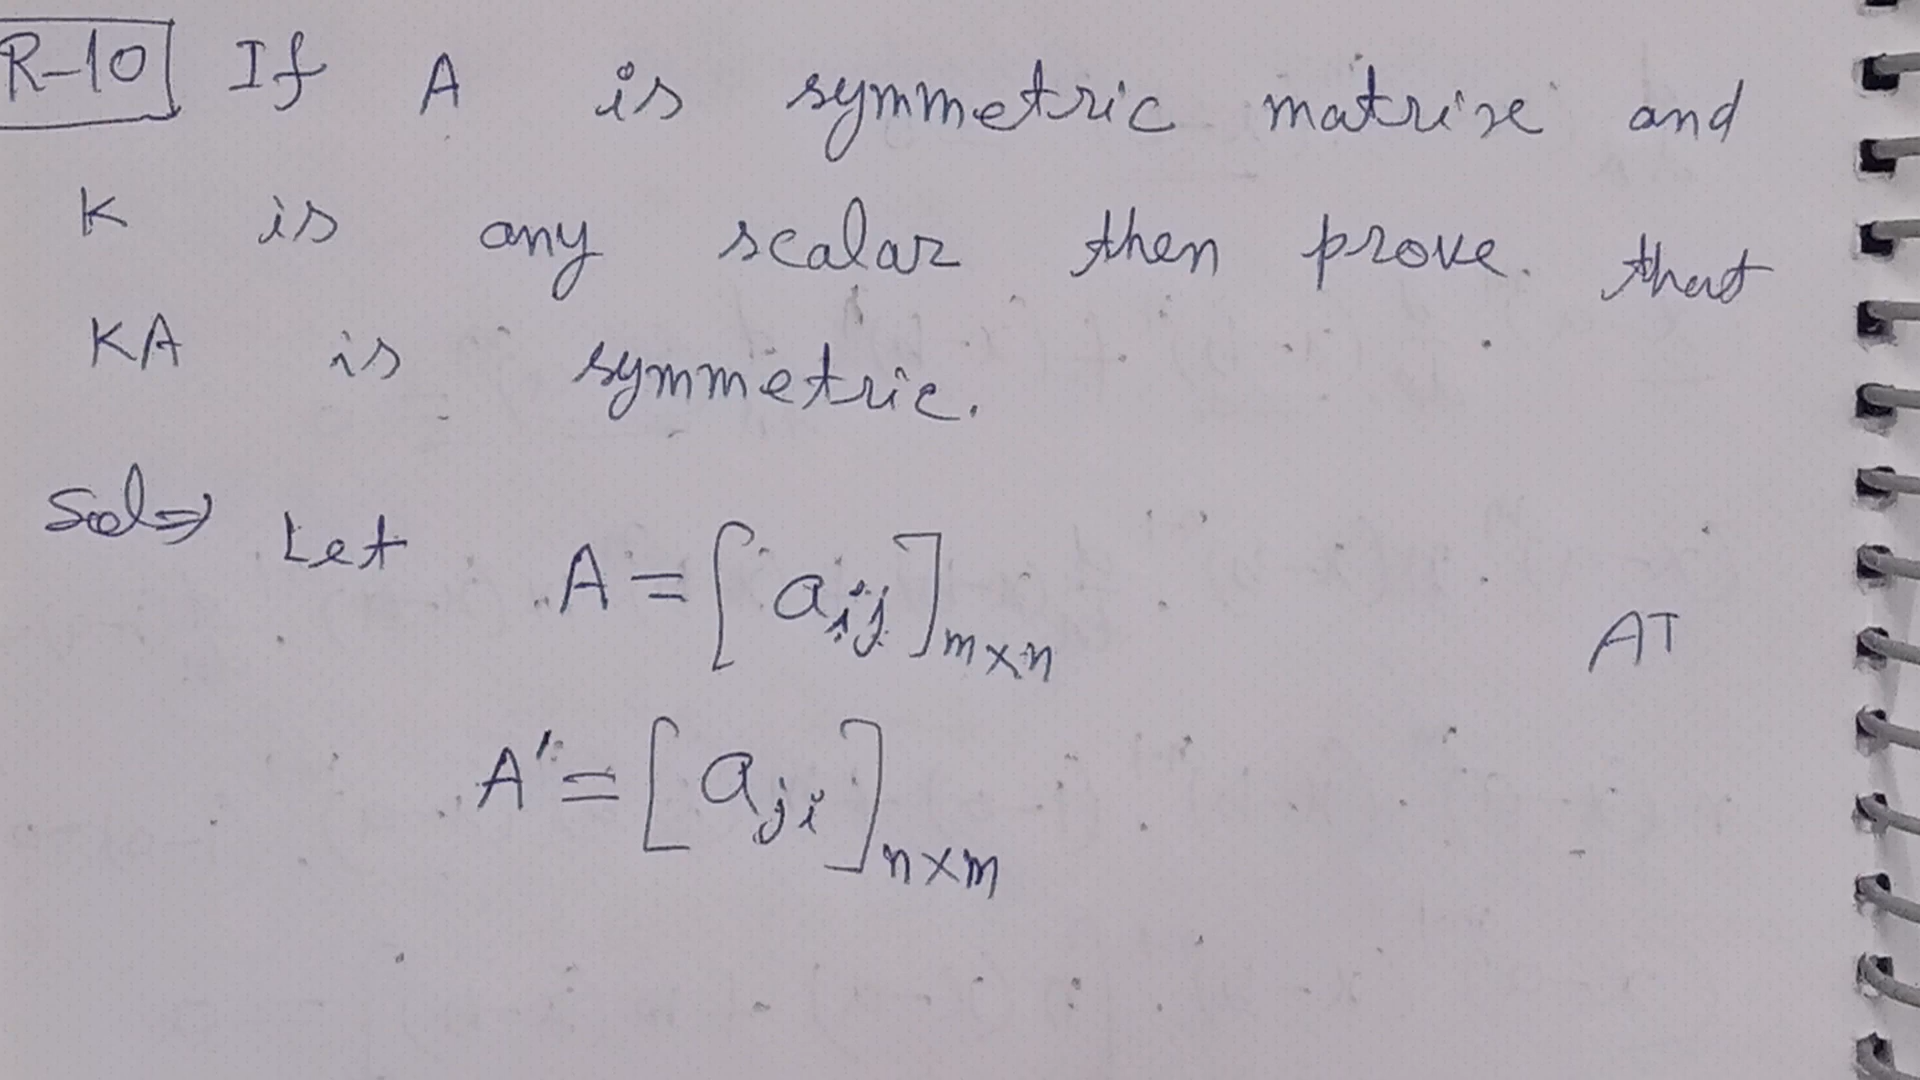 R-10 If A is symmetric matrix and
K is any scalar then prove that
KA is symmetric.
Sol⇒ Let A = [aij]m×n
AT
A' = [aji]n×m